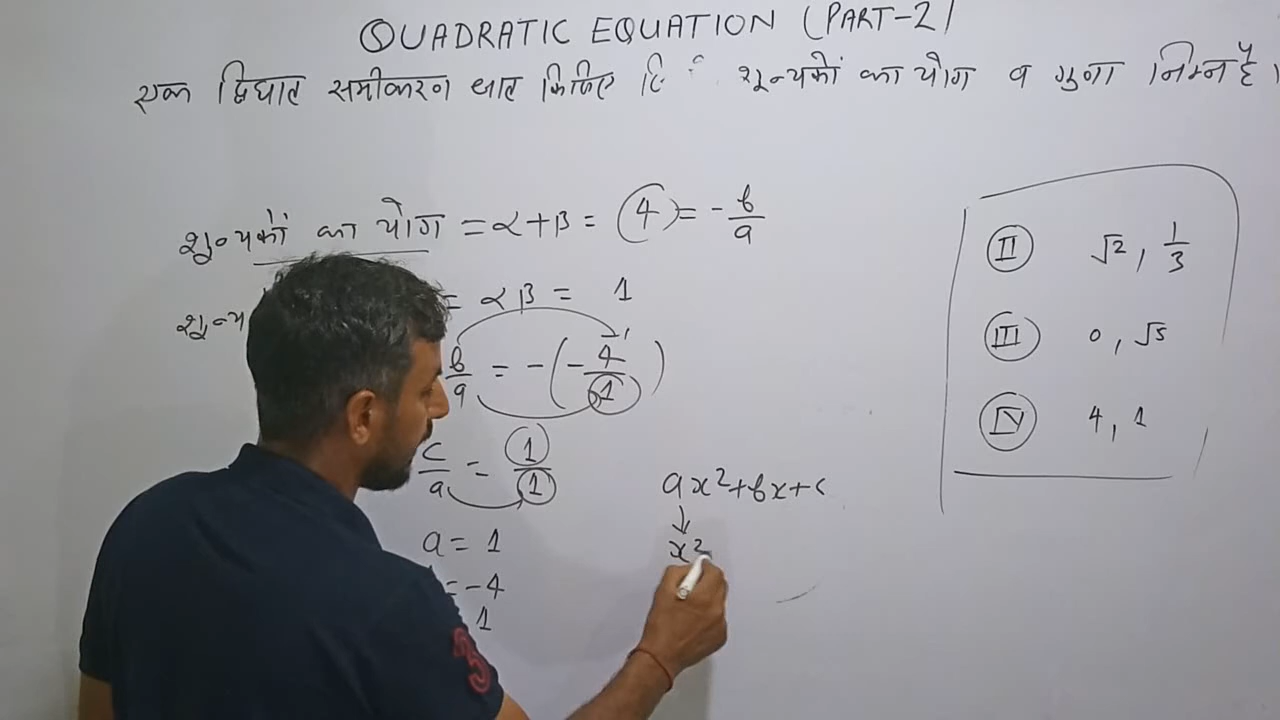 QUADRATIC EQUATION (PART-2)
एक द्विघात समीकरण ज्ञात किजिए शून्यकों का योग व गुणा निम्न है।
शून्यकों का योग = α+β = 4 = -b/a
शून्य = αβ = 1
b/a = -(-4/1)
c/a = 1/1
a = 1
= -4
1
ax²+bx+c
↓
x²
II √2, 1/3
III 0, √5
IV 4, 1
3